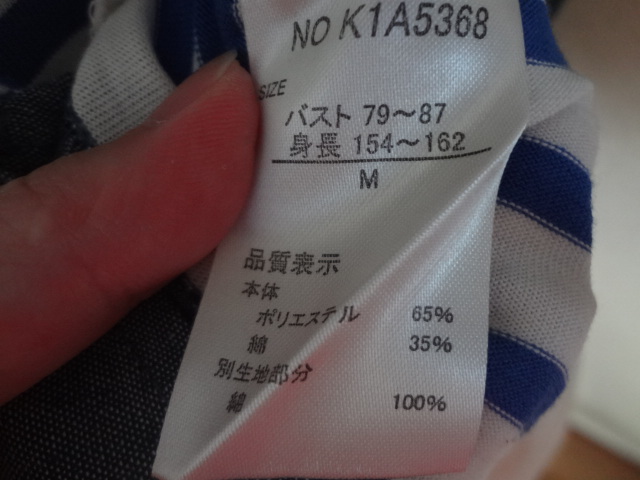 NO K1A5368
SIZE
バスト 79〜87
身長 154〜162
M
品質表示
本体
ポリエステル 65%
綿 35%
別生地部分
綿 100%